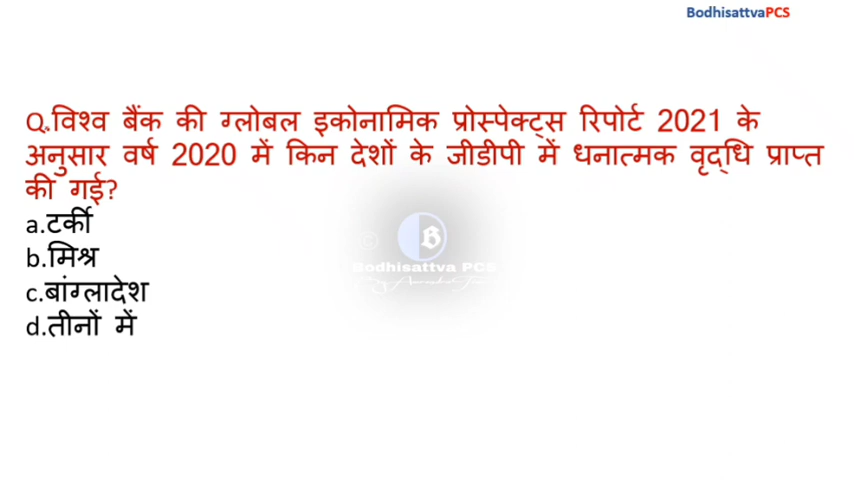 BodhisattvaPCS
Q.विश्व बैंक की ग्लोबल इकोनामिक प्रोस्पेक्ट्स रिपोर्ट 2021 के
अनुसार वर्ष 2020 में किन देशों के जीडीपी में धनात्मक वृद्धि प्राप्त
की गई?
a.टर्की
b.मिश्र
c.बांग्लादेश
d.तीनों में
Bodhisattva PCS